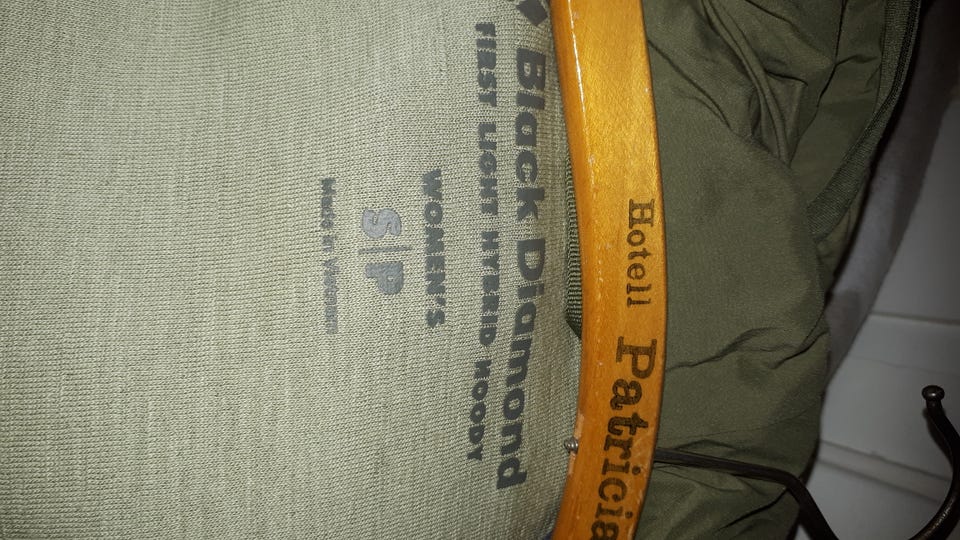 Black Diamond
FIRST LIGHT HYBRID HOODY
WOMEN'S
S|P
Made in Vietnam
Hotell Patricia